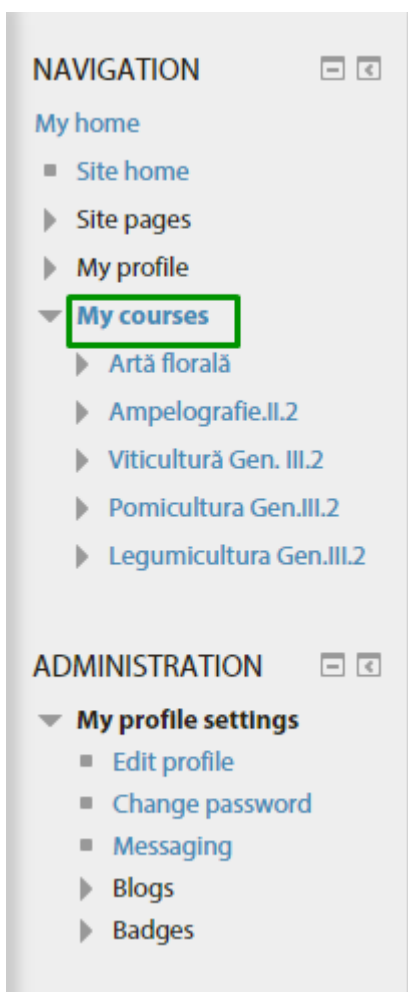 NAVIGATION
My home
Site home
Site pages
My profile
My courses
Artă florală
Ampelografie.II.2
Viticultură Gen. III.2
Pomicultura Gen.III.2
Legumicultura Gen.III.2
ADMINISTRATION
My profile settings
Edit profile
Change password
Messaging
Blogs
Badges